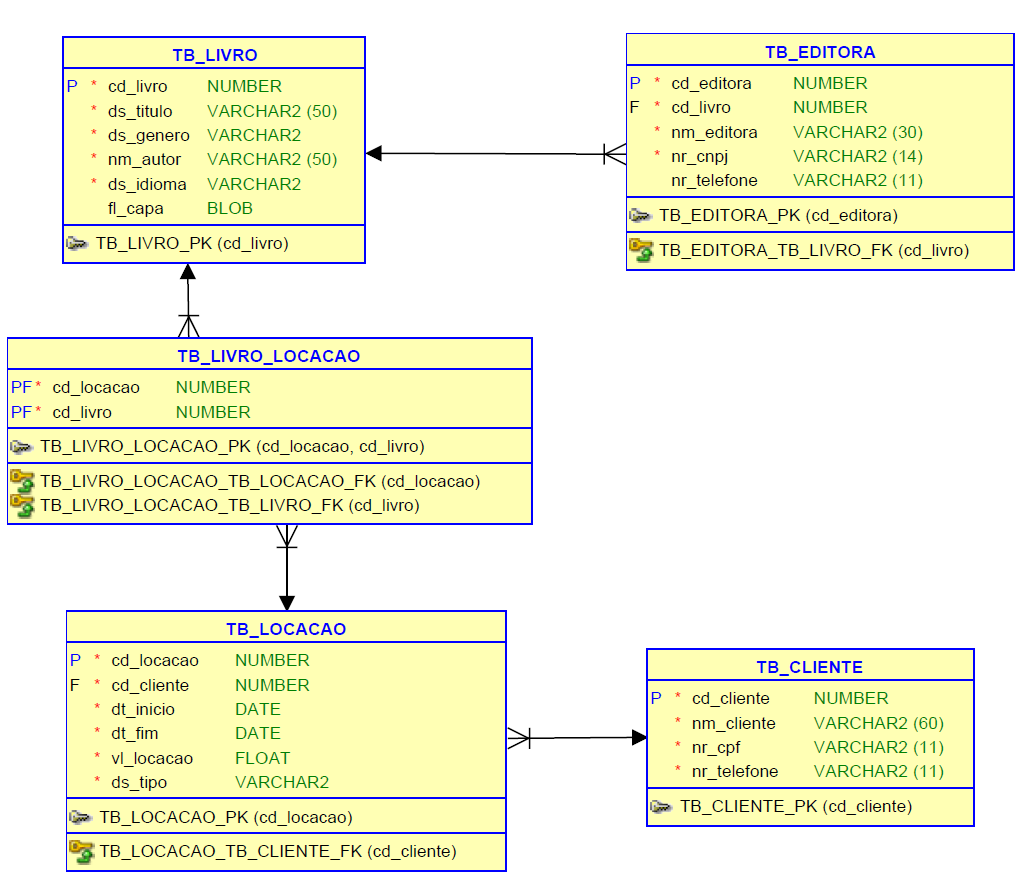 TB_LIVRO
P * cd_livro NUMBER
* ds_titulo VARCHAR2 (50)
* ds_genero VARCHAR2
* nm_autor VARCHAR2 (50)
* ds_idioma VARCHAR2
fl_capa BLOB
TB_LIVRO_PK (cd_livro)
TB_EDITORA
P * cd_editora NUMBER
F * cd_livro NUMBER
* nm_editora VARCHAR2 (30)
* nr_cnpj VARCHAR2 (14)
nr_telefone VARCHAR2 (11)
TB_EDITORA_PK (cd_editora)
TB_EDITORA_TB_LIVRO_FK (cd_livro)
TB_LIVRO_LOCACAO
PF * cd_locacao NUMBER
PF * cd_livro NUMBER
TB_LIVRO_LOCACAO_PK (cd_locacao, cd_livro)
TB_LIVRO_LOCACAO_TB_LOCACAO_FK (cd_locacao)
TB_LIVRO_LOCACAO_TB_LIVRO_FK (cd_livro)
TB_LOCACAO
P * cd_locacao NUMBER
F * cd_cliente NUMBER
* dt_inicio DATE
* dt_fim DATE
* vl_locacao FLOAT
* ds_tipo VARCHAR2
TB_LOCACAO_PK (cd_locacao)
TB_LOCACAO_TB_CLIENTE_FK (cd_cliente)
TB_CLIENTE
P * cd_cliente NUMBER
* nm_cliente VARCHAR2 (60)
* nr_cpf VARCHAR2 (11)
* nr_telefone VARCHAR2 (11)
TB_CLIENTE_PK (cd_cliente)